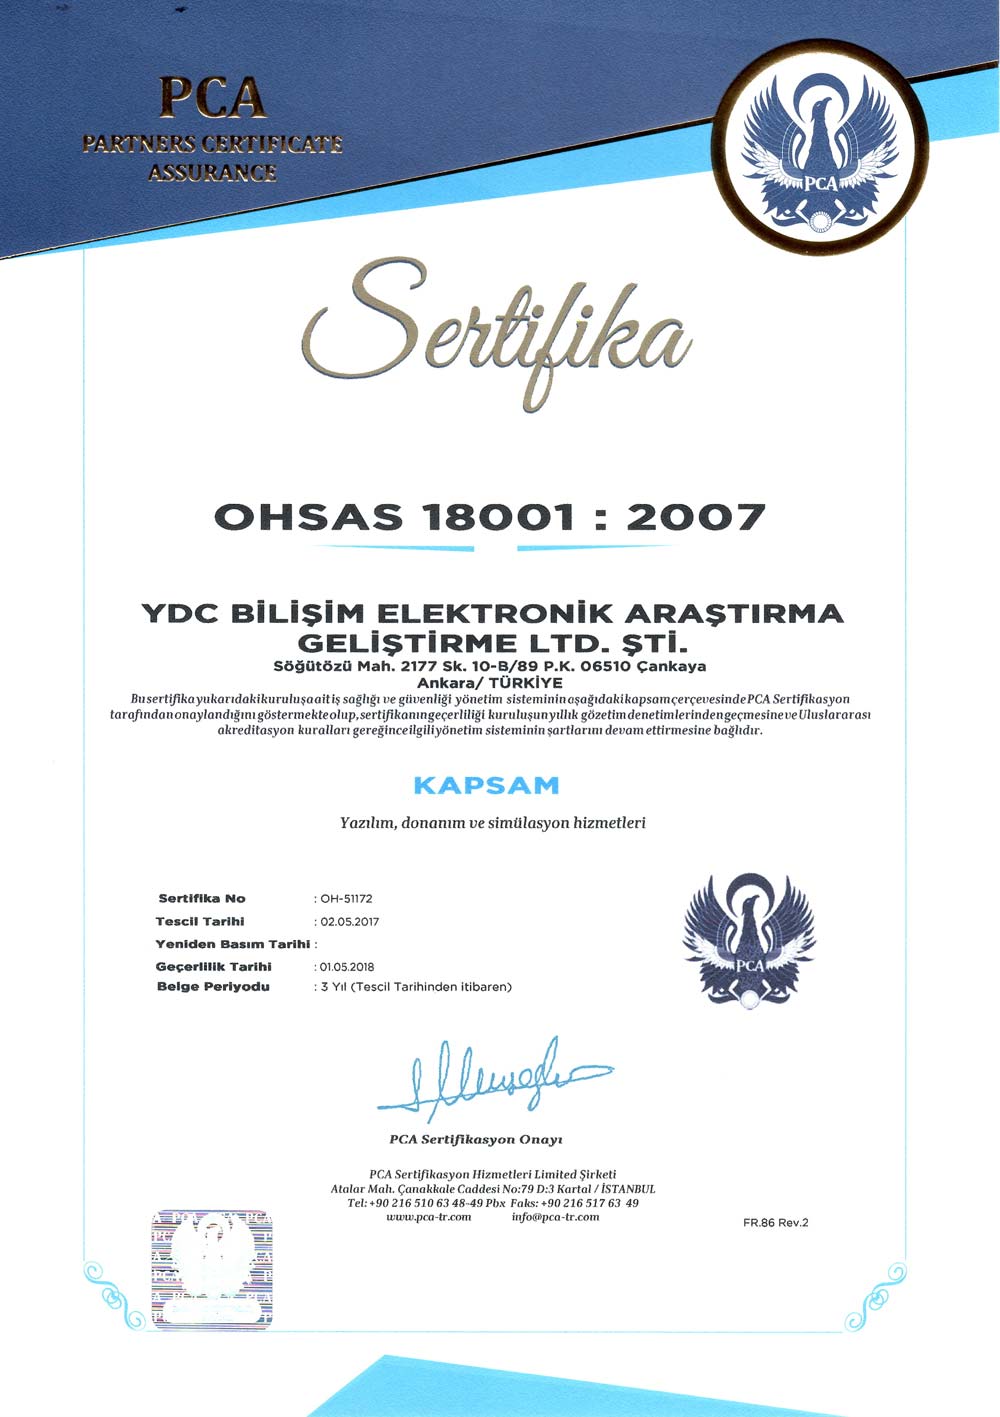 PCA
PARTNERS CERTIFICATE
ASSURANCE
PCA
Sertifika
OHSAS 18001 : 2007
YDC BİLİŞİM ELEKTRONİK ARAŞTIRMA
GELİŞTİRME LTD. ŞTİ.
Söğütözü Mah. 2177 Sk. 10-B/89 P.K. 06510 Çankaya
Ankara/ TÜRKİYE
Bu sertifika yukarıdaki kuruluşa ait iş sağlığı ve güvenliği yönetim sisteminin aşağıdaki kapsam çerçevesinde PCA Sertifikasyon
tarafından onaylandığını göstermekte olup, sertifikanın geçerliliği kuruluşun yıllık gözetim denetimlerinden geçmesine ve Uluslararası
akreditasyon kuralları gereğince ilgili yönetim sisteminin şartlarını devam ettirmesine bağlıdır.
KAPSAM
Yazılım, donanım ve simülasyon hizmetleri
Sertifika No : OH-51172
Tescil Tarihi : 02.05.2017
Yeniden Basım Tarihi :
Geçerlilik Tarihi : 01.05.2018
Belge Periyodu : 3 Yıl (Tescil Tarihinden itibaren)
PCA
PCA Sertifikasyon Onayı
PCA Sertifikasyon Hizmetleri Limited Şirketi
Atalar Mah. Çanakkale Caddesi No:79 D:3 Kartal / İSTANBUL
Tel: +90 216 510 63 48-49 Pbx Faks: +90 216 517 63 49
www.pca-tr.com info@pca-tr.com
FR.86 Rev.2